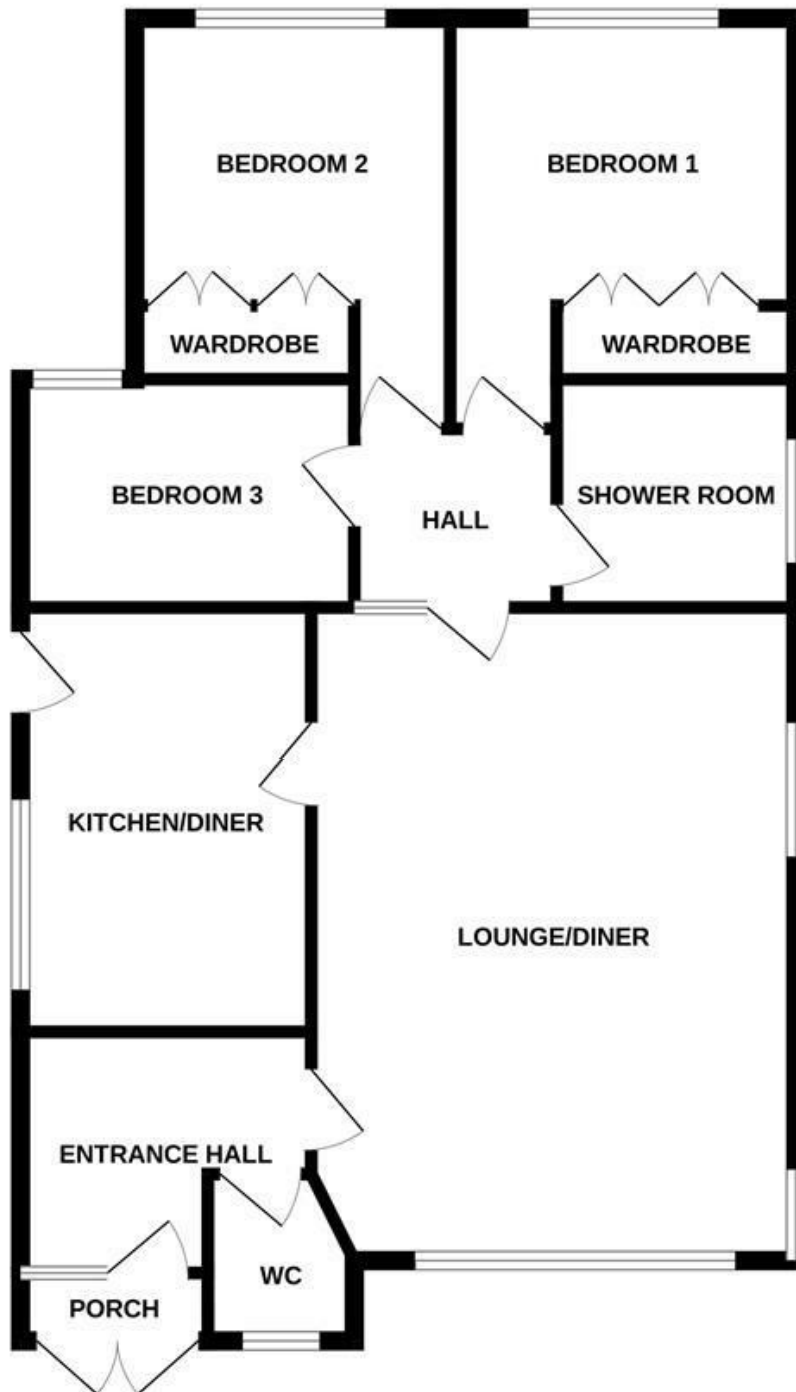 BEDROOM 2
BEDROOM 1
WARDROBE
WARDROBE
BEDROOM 3
HALL
SHOWER ROOM
KITCHEN/DINER
LOUNGE/DINER
ENTRANCE HALL
WC
PORCH